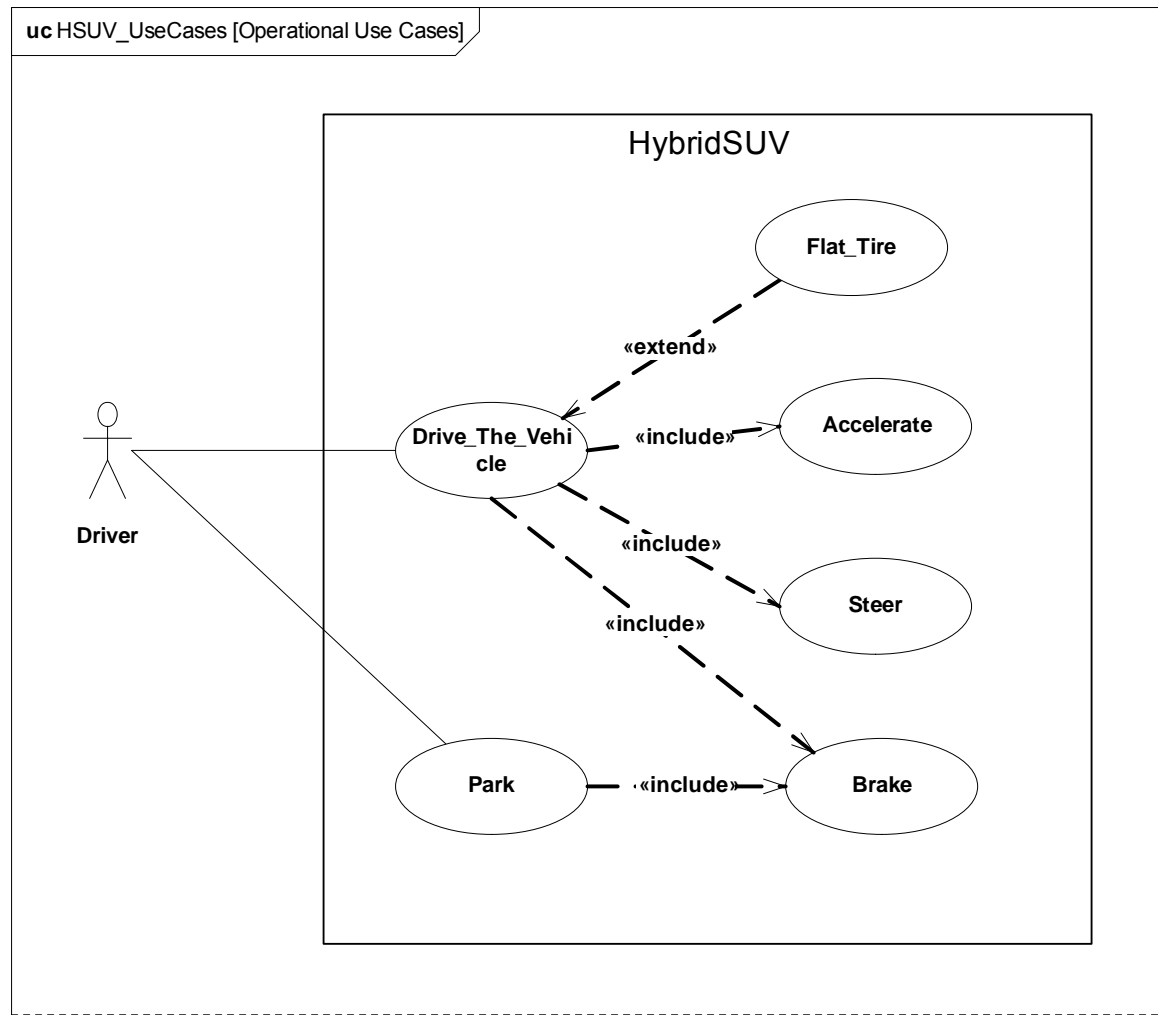 uc HSUV_UseCases [Operational Use Cases]
HybridSUV
Flat_Tire
«extend»
Accelerate
Drive_The_Vehi
cle
«include»
Driver
«include»
Steer
«include»
Park
«include»
Brake